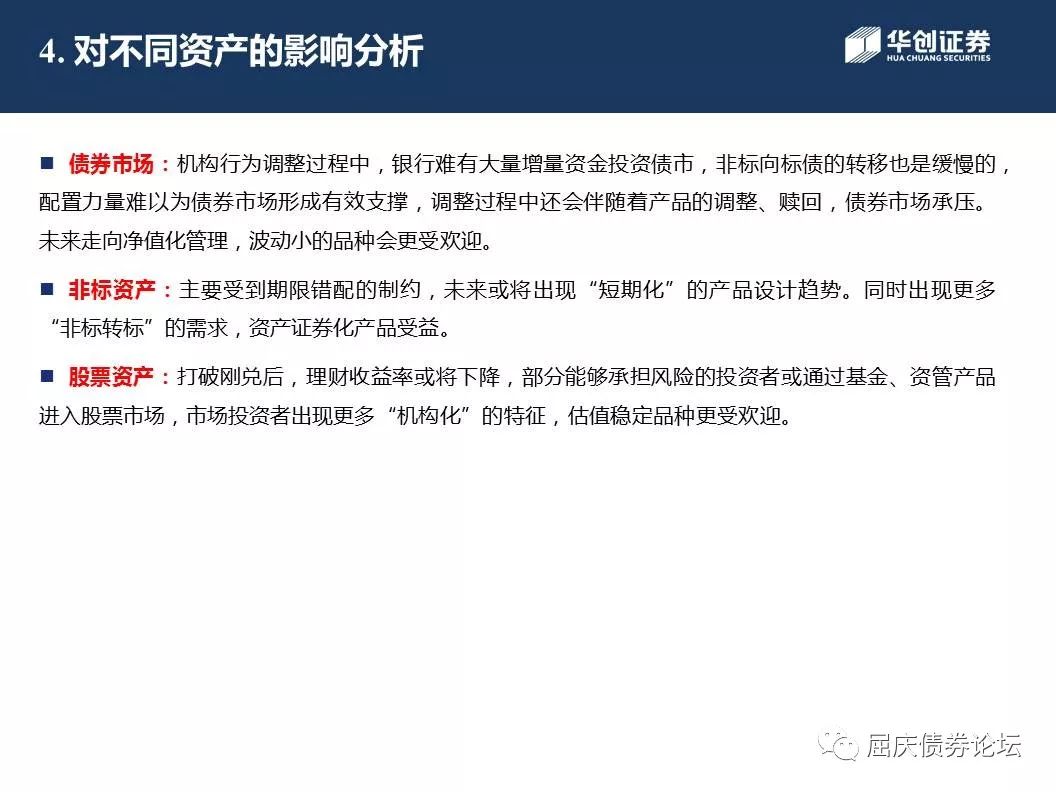 4. 对不同资产的影响分析
华创证券
HUA CHUANG SECURITIES
■ 债券市场：机构行为调整过程中，银行难有大量增量资金投资债市，非标向标债的转移也是缓慢的，
配置力量难以为债券市场形成有效支撑，调整过程中还会伴随着产品的调整、赎回，债券市场承压。
未来走向净值化管理，波动小的品种会更受欢迎。
■ 非标资产：主要受到期限错配的制约，未来或将出现“短期化”的产品设计趋势。同时出现更多
“非标转标”的需求，资产证券化产品受益。
■ 股票资产：打破刚兑后，理财收益率或将下降，部分能够承担风险的投资者或通过基金、资管产品
进入股票市场，市场投资者出现更多“机构化”的特征，估值稳定品种更受欢迎。
屈庆债券论坛